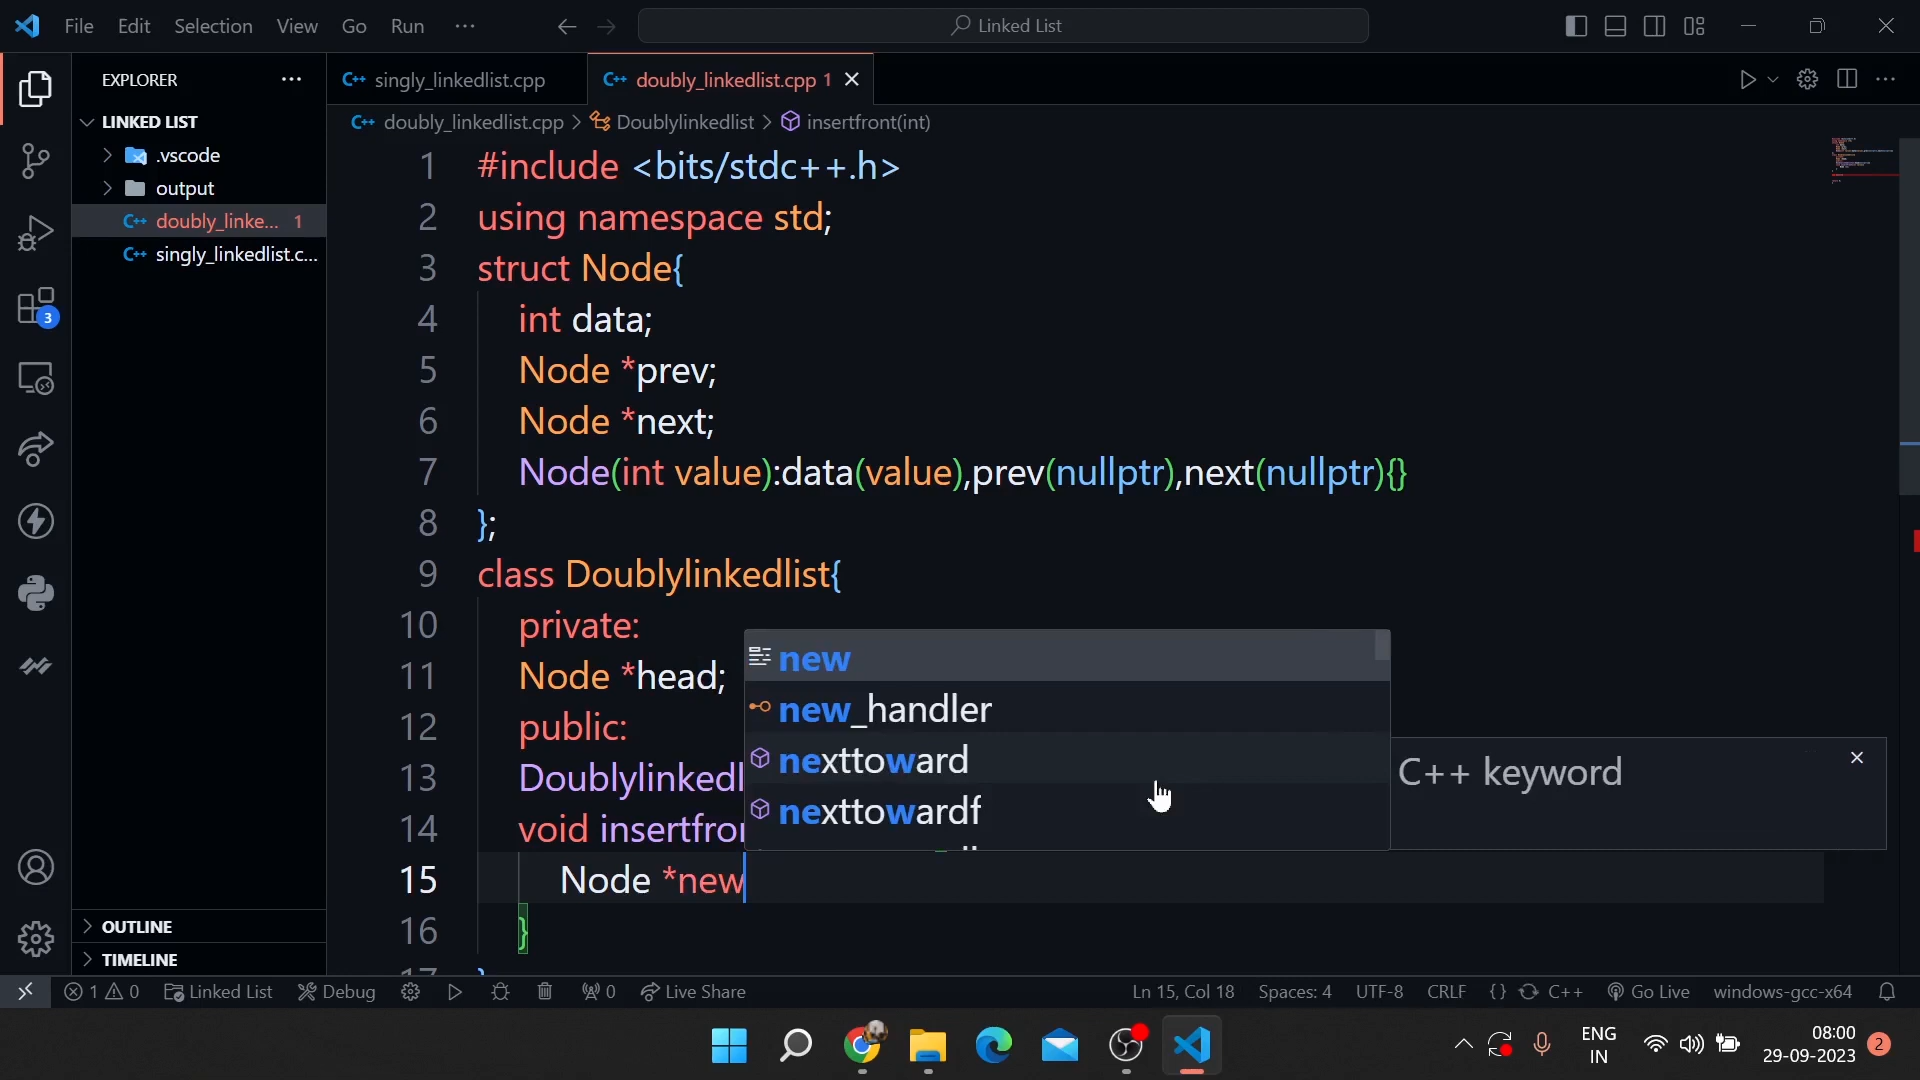 File Edit Selection View Go Run ···
Linked List
EXPLORER ···
singly_linkedlist.cpp
doubly_linkedlist.cpp 1
LINKED LIST
doubly_linkedlist.cpp > Doublylinkedlist > insertfront(int)
.vscode
output
doubly_linke... 1
singly_linkedlist.c...
3
1 #include <bits/stdc++.h>
2 using namespace std;
3 struct Node{
4 int data;
5 Node *prev;
6 Node *next;
7 Node(int value):data(value),prev(nullptr),next(nullptr){}
8 };
9 class Doublylinkedlist{
10 private:
11 Node *head;
12 public:
13 Doublylinkedl
14 void insertfror
15 Node *new
16 }
17
new
new_handler
nexttoward
nexttowardf
C++ keyword
OUTLINE
TIMELINE
1 0 Linked List Debug 0 Live Share
Ln 15, Col 18 Spaces: 4 UTF-8 CRLF {} C++ Go Live windows-gcc-x64
ENG
IN
08:00
29-09-2023
2